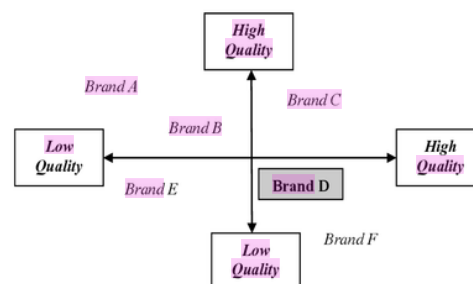 High
Quality
Brand A
Brand C
Brand B
Low
Quality
High
Quality
Brand E
Brand D
Brand F
Low
Quality